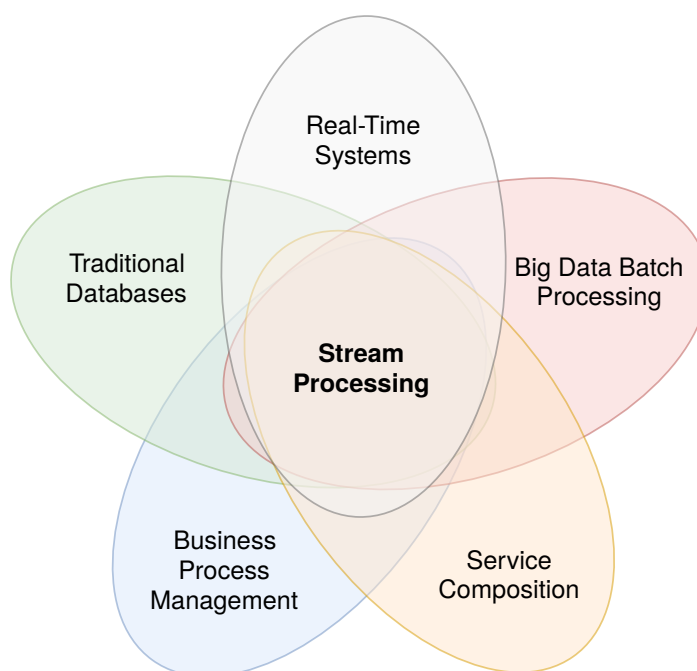 Real-Time
Systems
Traditional
Databases
Big Data Batch
Processing
Stream
Processing
Business
Process
Management
Service
Composition